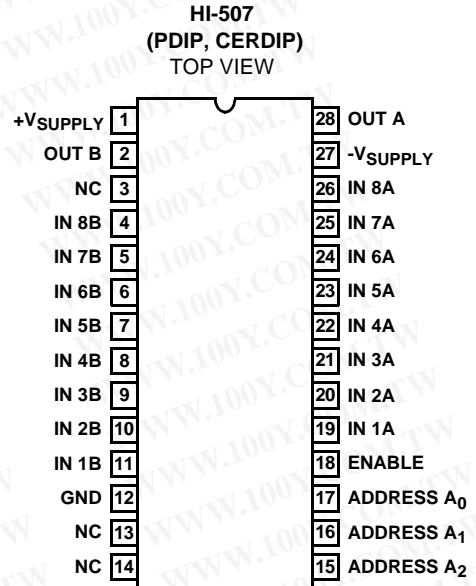 HI-507
(PDIP, CERDIP)
TOP VIEW
+VSUPPLY 1 28 OUT A
OUT B 2 27 -VSUPPLY
NC 3 26 IN 8A
IN 8B 4 25 IN 7A
IN 7B 5 24 IN 6A
IN 6B 6 23 IN 5A
IN 5B 7 22 IN 4A
IN 4B 8 21 IN 3A
IN 3B 9 20 IN 2A
IN 2B 10 19 IN 1A
IN 1B 11 18 ENABLE
GND 12 17 ADDRESS A0
NC 13 16 ADDRESS A1
NC 14 15 ADDRESS A2
WWW.100Y.COM.TW